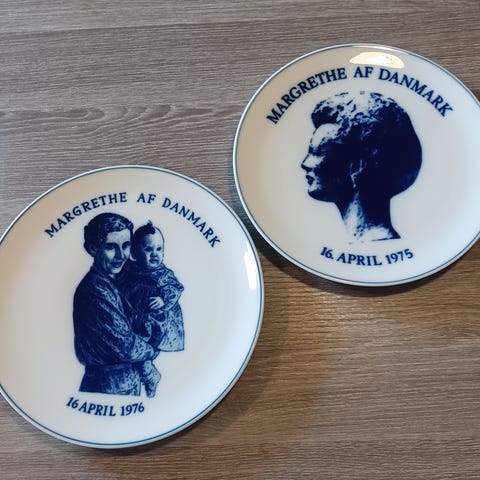 MARGRETHE AF DANMARK
16 APRIL 1976
MARGRETHE AF DANMARK
16. APRIL 1975